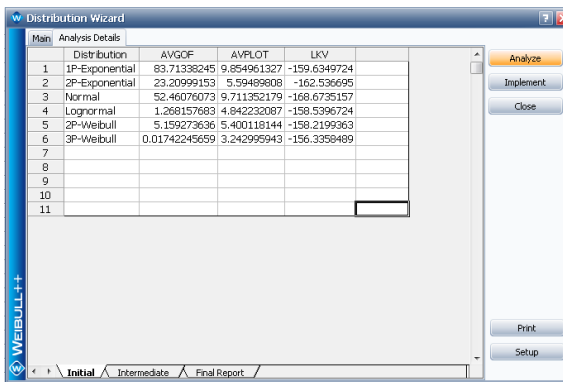 Distribution Wizard
Main Analysis Details
Distribution AVGOF AVPLOT LKV
1 1P-Exponential 83.71338245 9.854961327 -159.6349724
2 2P-Exponential 23.20999153 5.59489808 -162.536695
3 Normal 52.46076073 9.711352179 -168.6735157
4 Lognormal 1.268157683 4.842232087 -158.5396724
5 2P-Weibull 5.159273636 5.400118144 -158.2199363
6 3P-Weibull 0.01742245659 3.242995943 -156.3358489
7
8
9
10
11
Analyze
Implement
Close
Print
Setup
WEIBULL++
Initial Intermediate Final Report